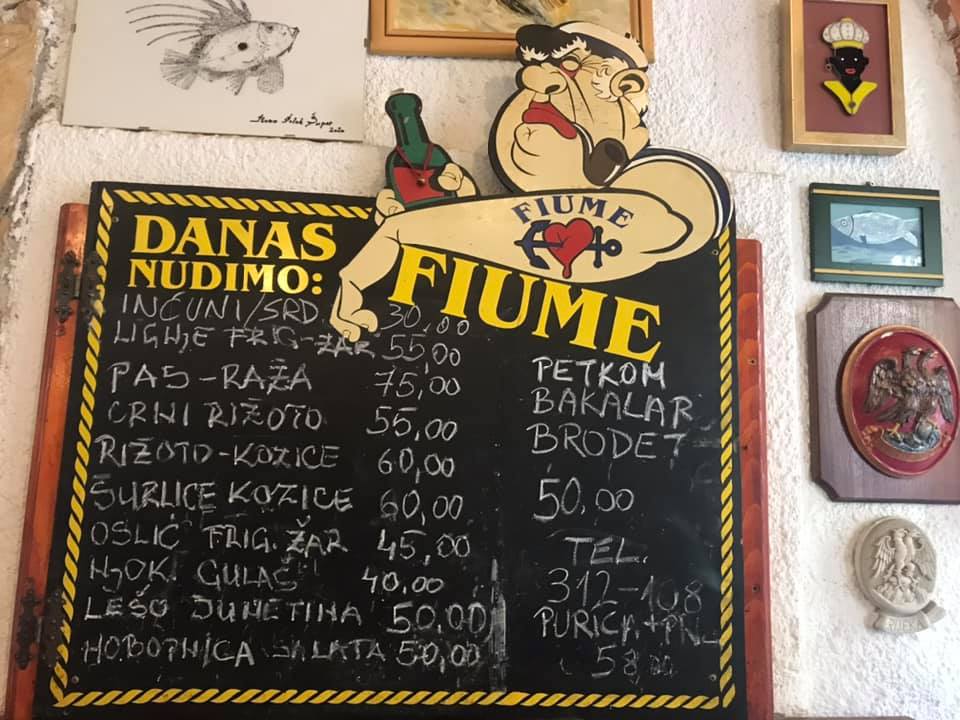 FIUME
DANAS
NUDIMO:
FIUME
INĆUNI/SRD. 30,00
LIGNJE FRIG-ŽAR 55,00
PAS-RAŽA 75,00
CRNI RIŽOTO 55,00
RIŽOTO-KOZICE 60,00
ŠURLICE KOZICE 60,00
OSLIĆ FRIG. ŽAR 45,00
NJOK. GULAŠ 40,00
LEŠO JUNETINA 50,00
HOBOTNICA SALATA 50,00
PETKOM
BAKALAR
BRODET
50,00
TEL.
312-108
PURICA +
58,00